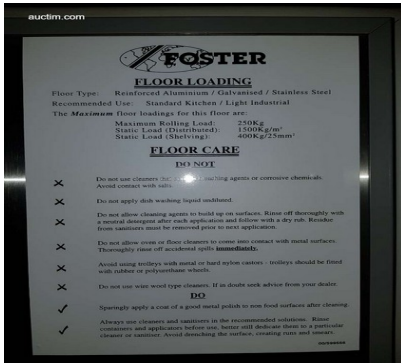 auctim.com
FOSTER
FLOOR LOADING
Floor Type: Reinforced Aluminium / Galvanised / Stainless Steel
Recommended Use: Standard Kitchen / Light Industrial
The Maximum floor loadings for this floor are:
Maximum Rolling Load: 250Kg
Static Load (Distributed): 1500Kg/m²
Static Load (Shelving): 400Kg/25mm²
FLOOR CARE
DO NOT
Do not use cleaners agents or corrosive chemicals.
Avoid contact with salts.
Do not apply dish washing liquid undiluted.
Do not allow cleaning agents to build up on surfaces. Rinse off thoroughly with
a neutral detergent after each application and follow with a dry rub. Residue
from sanitisers must be removed prior to next application.
Do not allow oven or floor cleaners to come into contact with metal surfaces.
Thoroughly rinse off accidental spills immediately.
Avoid using trolleys with metal or hard nylon castors - trolleys should be fitted
with rubber or polyurethane wheels.
Do not use wire wool type cleaners. If in doubt seek advice from your dealer.
DO
Sparingly apply a coat of a good metal polish to non food surfaces after cleaning.
Always use cleaners and sanitisers in the recommended solutions. Rinse
containers and applicators before use, better still dedicate them to a particular
cleaner or sanitiser. Avoid drenching the surface, creating runs and smears.